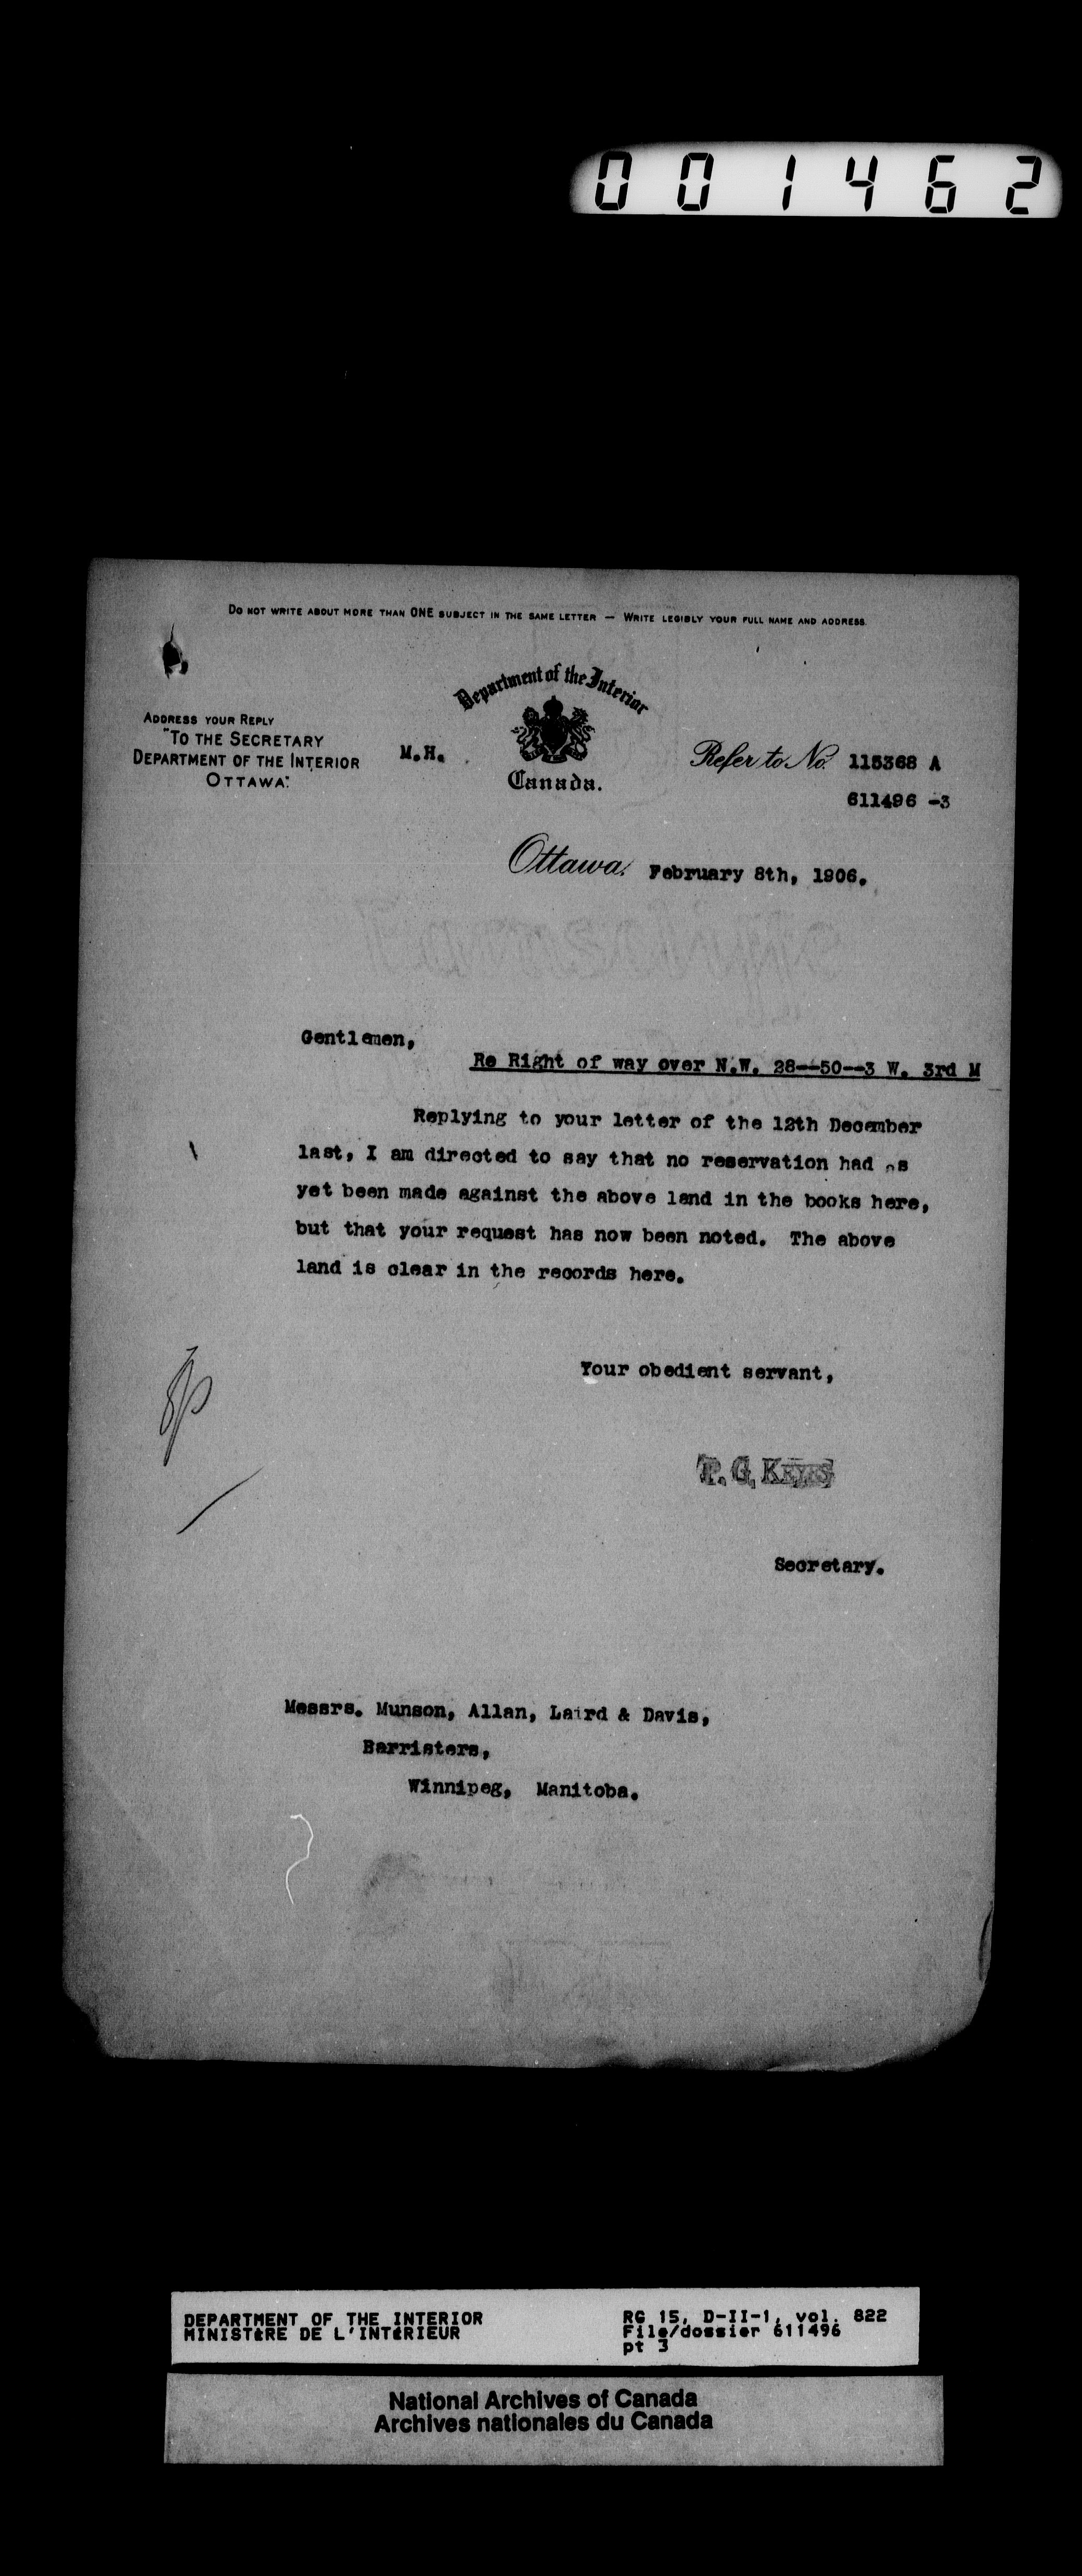 001462
DO NOT WRITE ABOUT MORE THAN ONE SUBJECT IN THE SAME LETTER — WRITE LEGIBLY YOUR FULL NAME AND ADDRESS.
Department of the Interior
Canada.
ADDRESS YOUR REPLY
"TO THE SECRETARY
DEPARTMENT OF THE INTERIOR
OTTAWA."
M.H.
Refer to No. 115368 A
611496 -3
Ottawa, February 8th, 1906.
Gentlemen,
Re Right of way over N.W. 28--50--3 W. 3rd M
Replying to your letter of the 12th December
last, I am directed to say that no reservation had as
yet been made against the above land in the books here,
but that your request has now been noted. The above
land is clear in the records here.
Your obedient servant,
P. G. KEYES
Secretary.
Messrs. Munson, Allan, Laird & Davis,
Barristers,
Winnipeg, Manitoba.
DEPARTMENT OF THE INTERIOR
MINISTÈRE DE L'INTÉRIEUR
RG 15, D-II-1, vol. 822
File/dossier 611496
pt 3
National Archives of Canada
Archives nationales du Canada